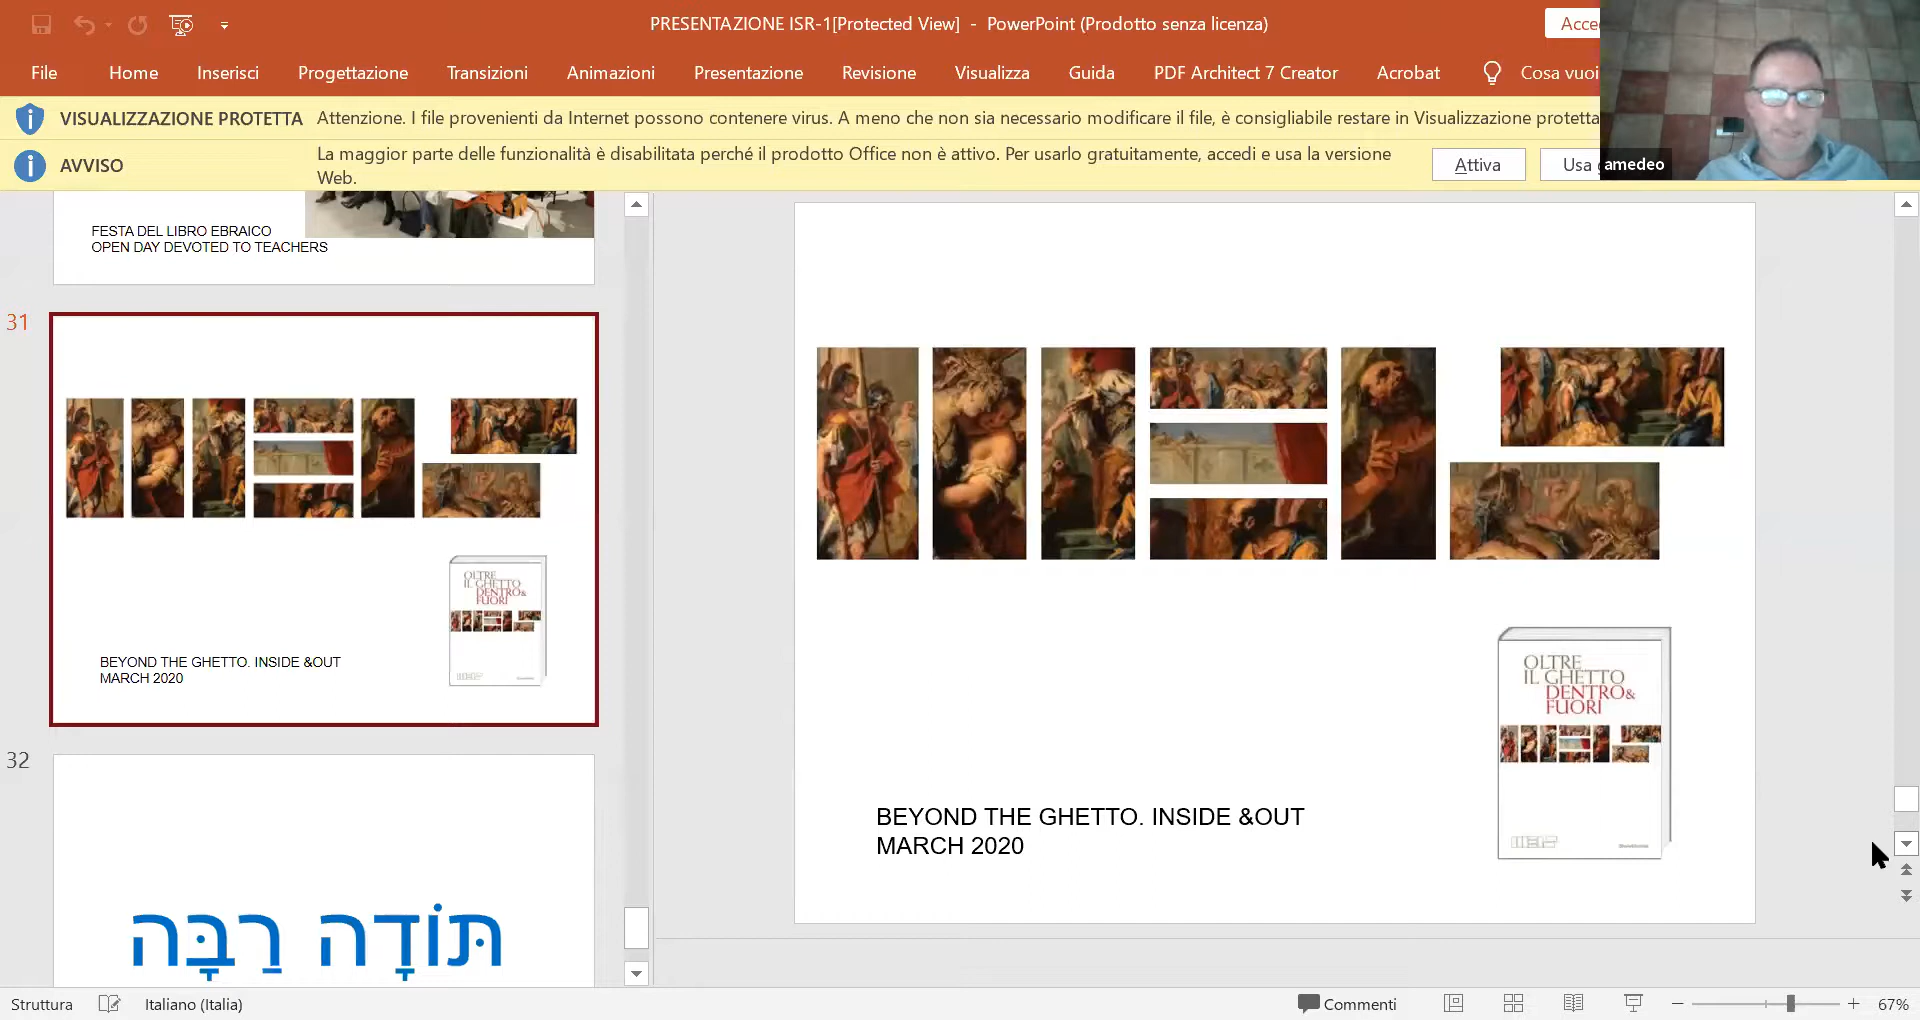 PRESENTAZIONE ISR-1[Protected View] - PowerPoint (Prodotto senza licenza)
File Home Inserisci Progettazione Transizioni Animazioni Presentazione Revisione Visualizza Guida PDF Architect 7 Creator Acrobat Cosa vuoi
VISUALIZZAZIONE PROTETTA Attenzione. I file provenienti da Internet possono contenere virus. A meno che non sia necessario modificare il file, è consigliabile restare in Visualizzazione protetta
AVVISO La maggior parte delle funzionalità è disabilitata perché il prodotto Office non è attivo. Per usarlo gratuitamente, accedi e usa la versione
Web.
Attiva
Usa
amedeo
FESTA DEL LIBRO EBRAICO
OPEN DAY DEVOTED TO TEACHERS
31
OLTRE
IL GHETTO
DENTRO&
FUORI
BEYOND THE GHETTO. INSIDE &OUT
MARCH 2020
32
תּוֹדָה רַבָּה
OLTRE
IL GHETTO
DENTRO&
FUORI
BEYOND THE GHETTO. INSIDE &OUT
MARCH 2020
Struttura Italiano (Italia) Commenti 67%